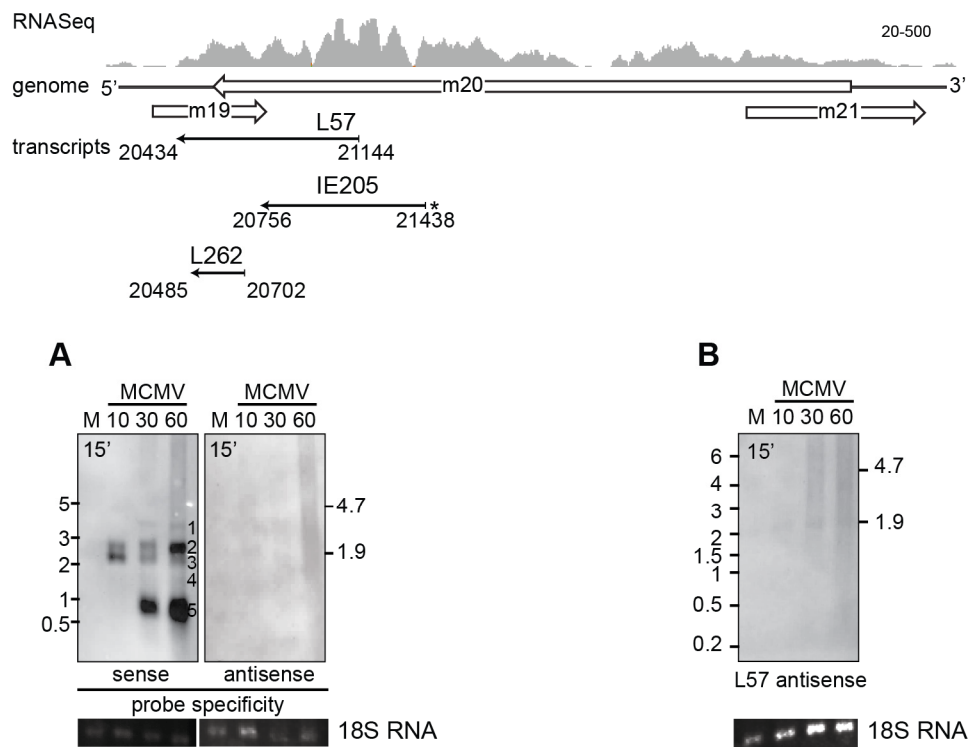 RNASeq
20-500
genome 5’ m20 3’
m19 m21
transcripts L57
20434 21144
IE205
20756 21438 *
L262
20485 20702
A B
MCMV MCMV MCMV
M 10 30 60 M 10 30 60 M 10 30 60
15’ 15’ 15’
5
3
2
1
0.5
1
2
3
4
5
4.7
1.9
6
4
3
2
1.5
1
0.5
0.2
4.7
1.9
sense antisense L57 antisense
probe specificity
18S RNA 18S RNA